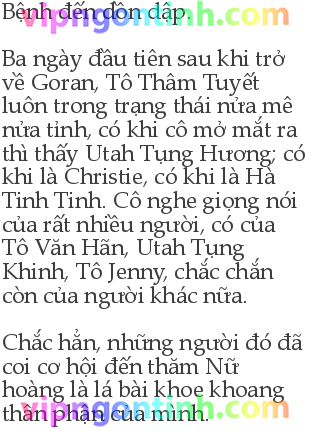 Bệnh đến dồn dập.
Ba ngày đầu tiên sau khi trở
về Goran, Tô Thâm Tuyết
luôn trong trạng thái nửa mê
nửa tỉnh, có khi cô mở mắt ra
thì thấy Utah Tụng Hương; có
khi là Christie, có khi là Hà
Tinh Tinh. Cô nghe giọng nói
của rất nhiều người, có của
Tô Văn Hãn, Utah Tụng
Khinh, Tô Jenny, chắc chắn
còn của người khác nữa.
Chắc hẳn, những người đó đã
coi cơ hội đến thăm Nữ
hoàng là lá bài khoe khoang
thân phận của mình.
vipngontinh.com
vipngontinh.com